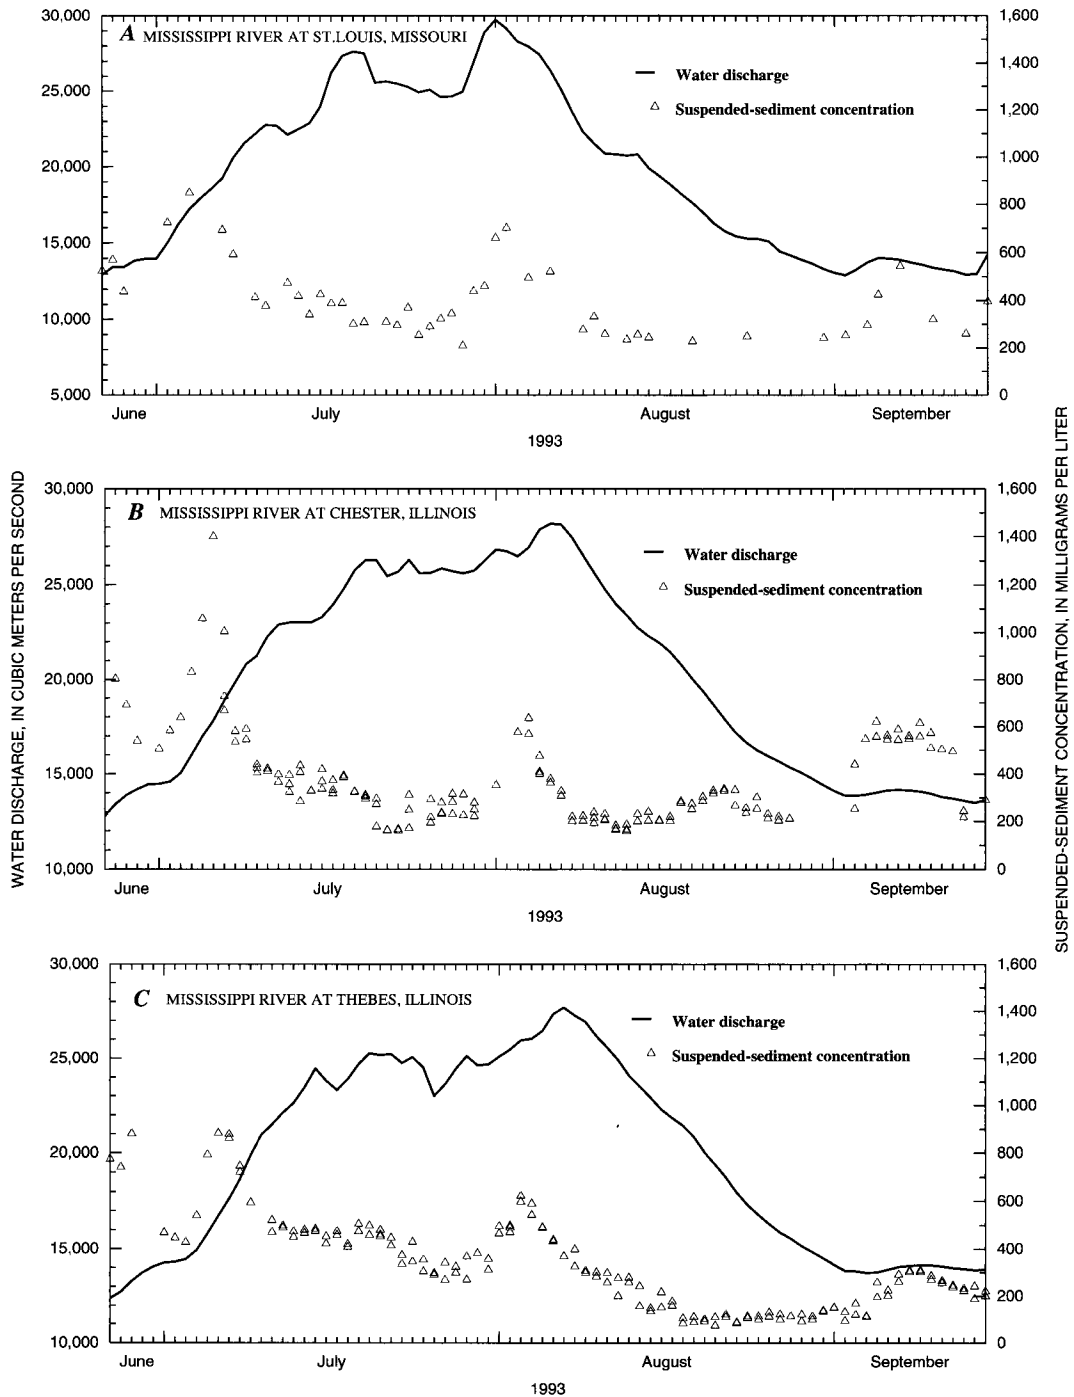 30,000
1,600
A MISSISSIPPI RIVER AT ST.LOUIS, MISSOURI
1,400
Water discharge
25,000
Suspended-sediment concentration
1,200
1,000
20,000
800
15,000
600
400
10,000
200
5,000
0
June
July
August
September
1993
WATER DISCHARGE, IN CUBIC METERS PER SECOND
SUSPENDED-SEDIMENT CONCENTRATION, IN MILLIGRAMS PER LITER
30,000
1,600
B MISSISSIPPI RIVER AT CHESTER, ILLINOIS
1,400
Water discharge
25,000
Suspended-sediment concentration
1,200
1,000
20,000
800
600
15,000
400
200
10,000
0
June
July
August
September
1993
30,000
1,600
C MISSISSIPPI RIVER AT THEBES, ILLINOIS
1,400
Water discharge
25,000
Suspended-sediment concentration
1,200
1,000
20,000
800
600
15,000
400
200
10,000
0
June
July
August
September
1993